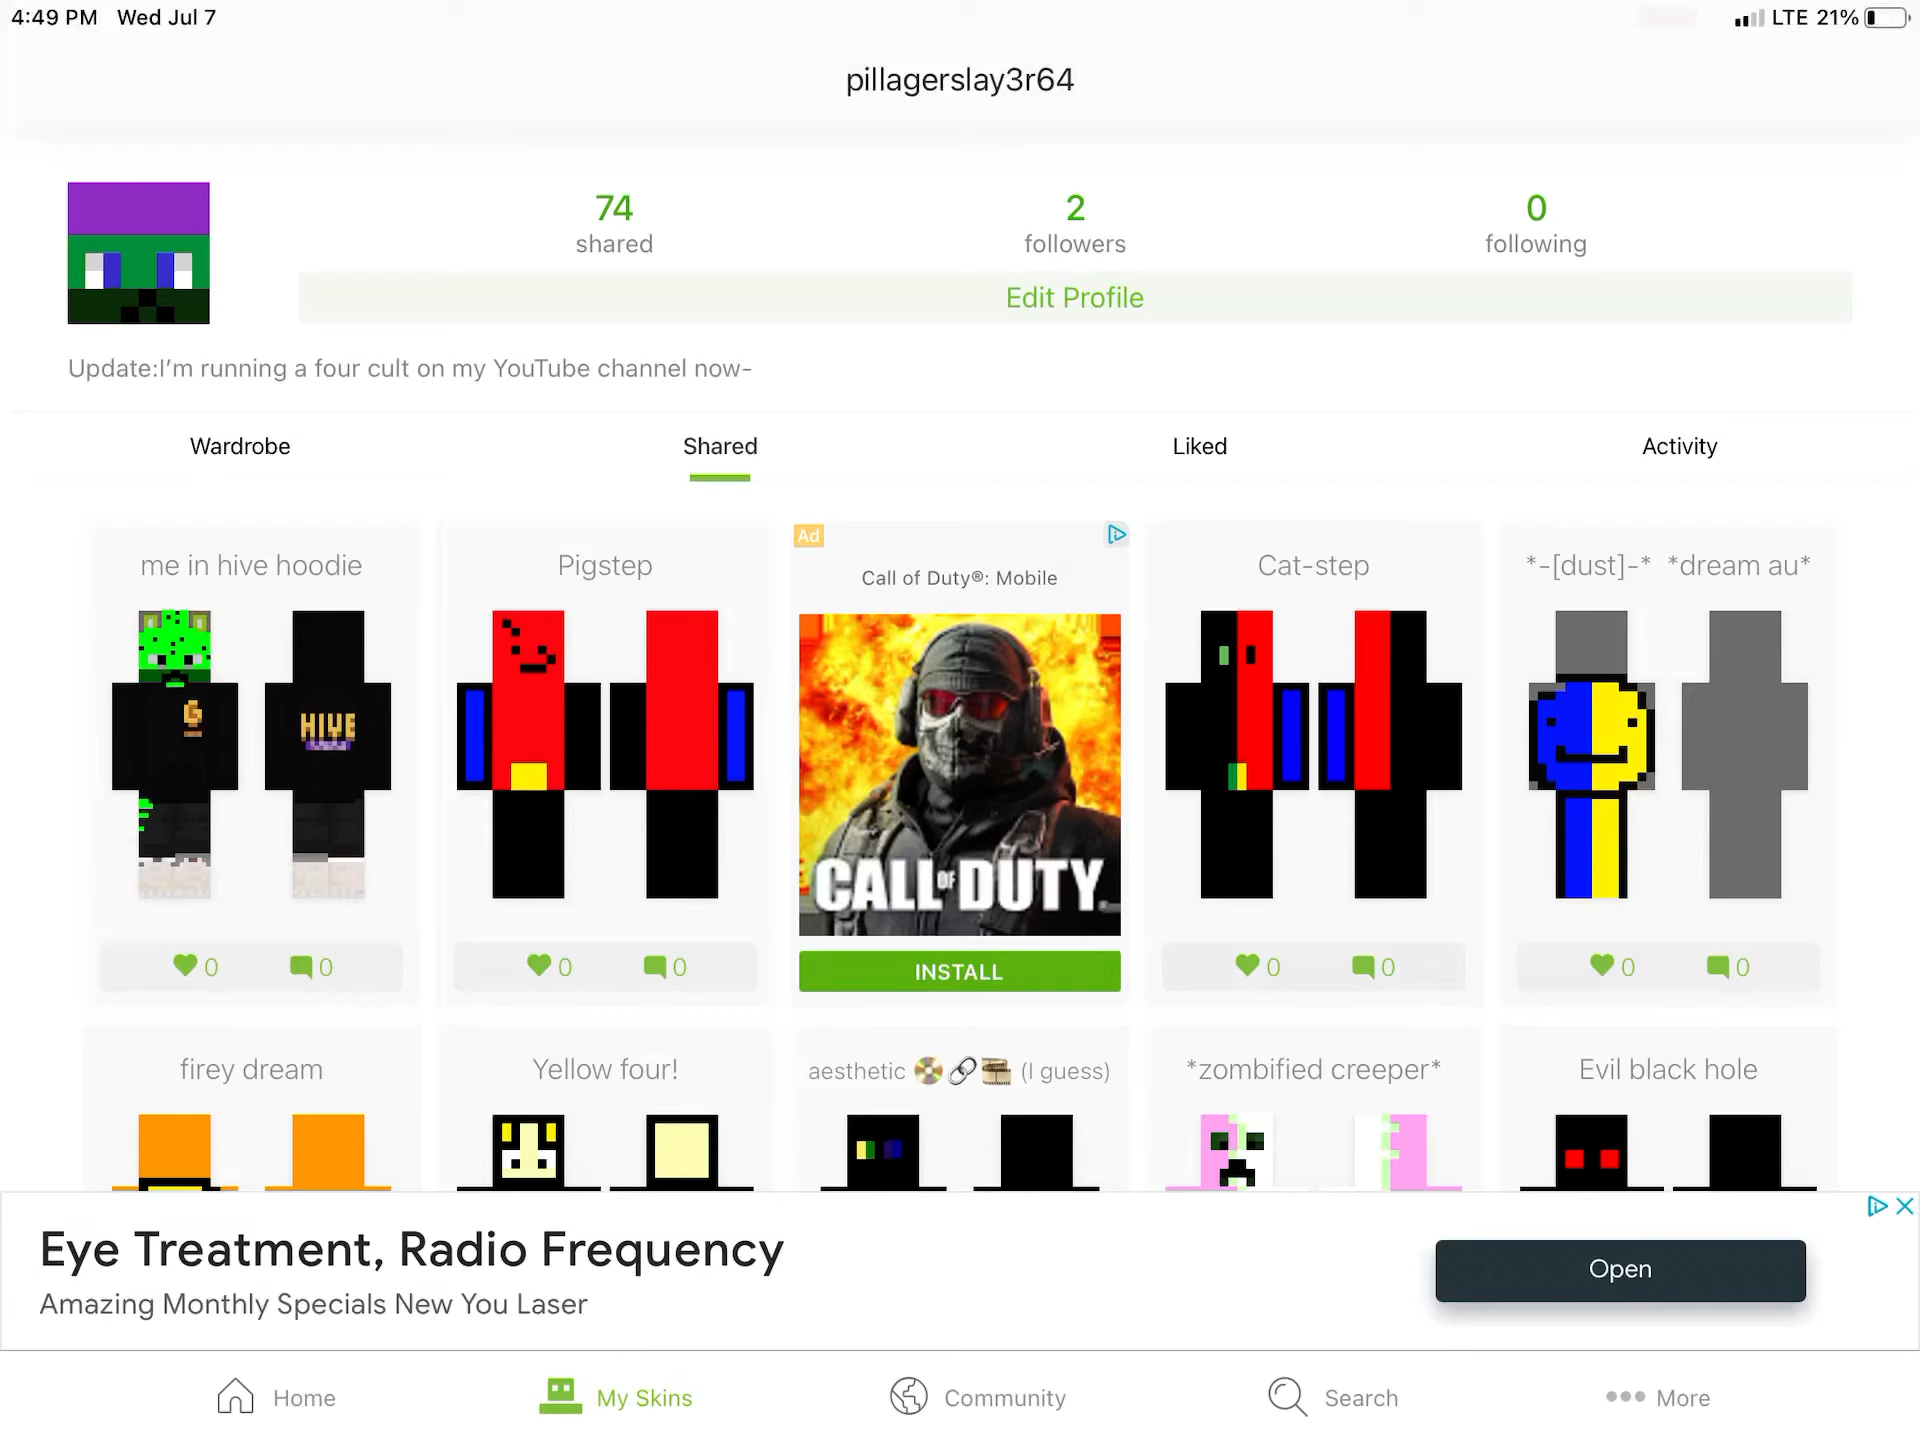 4:49 PM Wed Jul 7
LTE 21%
pillagerslay3r64
74
shared
2
followers
0
following
Edit Profile
Update:I'm running a four cult on my YouTube channel now-
Wardrobe
Shared
Liked
Activity
me in hive hoodie
HIVE
0 0
Pigstep
0 0
Ad
Call of Duty®: Mobile
CALL OF DUTY
INSTALL
Cat-step
0 0
*-[dust]-* *dream au*
0 0
firey dream
Yellow four!
aesthetic 📀🔗🎞️ (I guess)
*zombified creeper*
Evil black hole
Eye Treatment, Radio Frequency
Amazing Monthly Specials New You Laser
Open
Home
My Skins
Community
Search
More